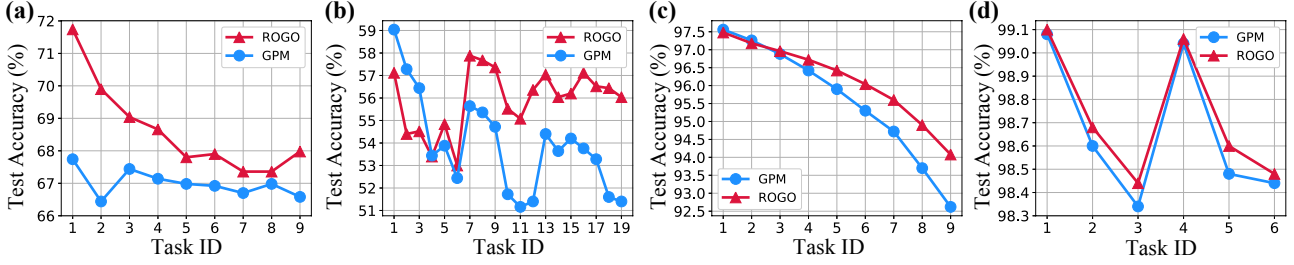 (a)
72
71
70
69
68
67
66
Test Accuracy (%)
ROGO
GPM
1 2 3 4 5 6 7 8 9
Task ID
(b)
59
58
57
56
55
54
53
52
51
Test Accuracy (%)
ROGO
GPM
1 3 5 7 9 11 13 15 17 19
Task ID
(c)
97.5
97.0
96.5
96.0
95.5
95.0
94.5
94.0
93.5
93.0
92.5
Test Accuracy (%)
GPM
ROGO
1 2 3 4 5 6 7 8 9
Task ID
(d)
99.1
99.0
98.9
98.8
98.7
98.6
98.5
98.4
98.3
Test Accuracy (%)
GPM
ROGO
1 2 3 4 5 6
Task ID